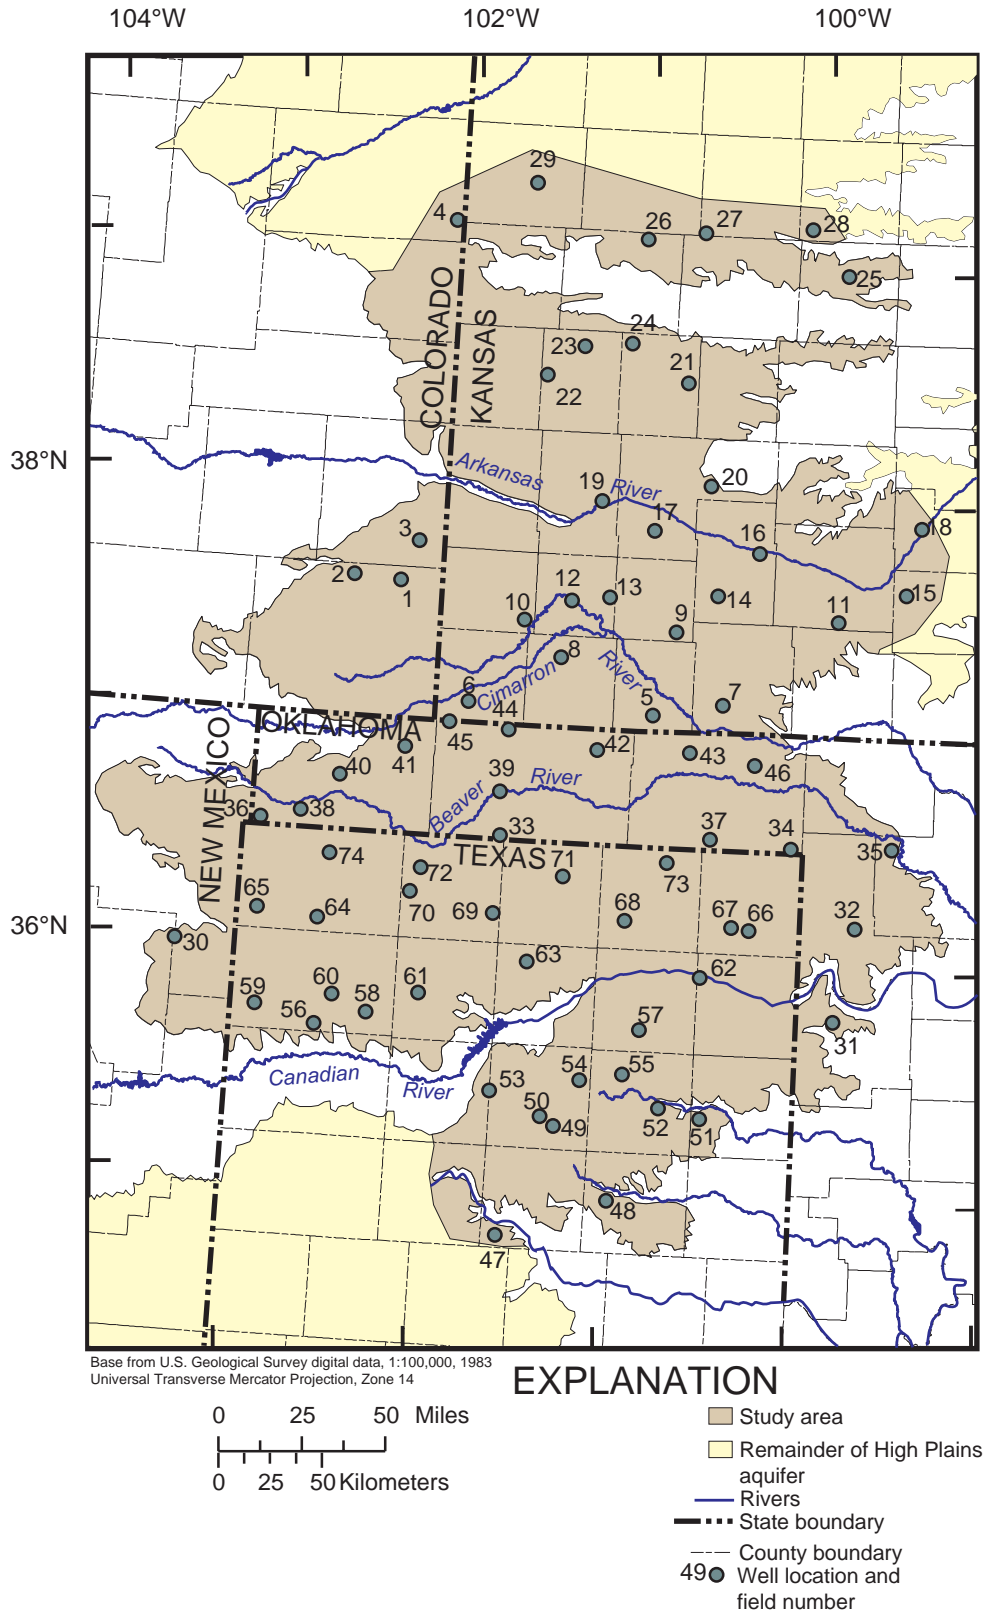 104°W 102°W 100°W
29
4
26 27 28
25
24
23
21
22
COLORADO
KANSAS
38°N
Arkansas
River
19
20
17
18
16
3
2
1
12 13
14
15
10
9
11
8
Cimarron
River
6
5
7
44
45
OKLAHOMA
42
43
46
41
40
39
River
Beaver
NEW MEXICO
36
38
33
37
34
35
TEXAS
74
72
71
73
70
65
64
69
68
67 66
32
36°N
30
63
62
60
61
59
58
56
57
31
Canadian
River
53
54
55
50
49
52
51
48
47
Base from U.S. Geological Survey digital data, 1:100,000, 1983
Universal Transverse Mercator Projection, Zone 14
EXPLANATION
0 25 50 Miles
0 25 50 Kilometers
Study area
Remainder of High Plains
aquifer
Rivers
State boundary
County boundary
49 Well location and
field number